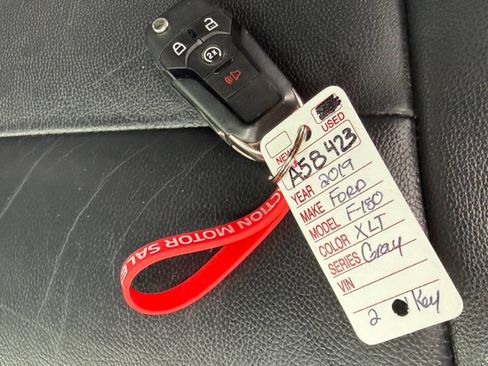 2x
NEW USED
A58423
YEAR 2019
MAKE FORD
MODEL F-150
COLOR XLT
SERIES Gray
VIN
2 Key
CTION MOTOR SALE